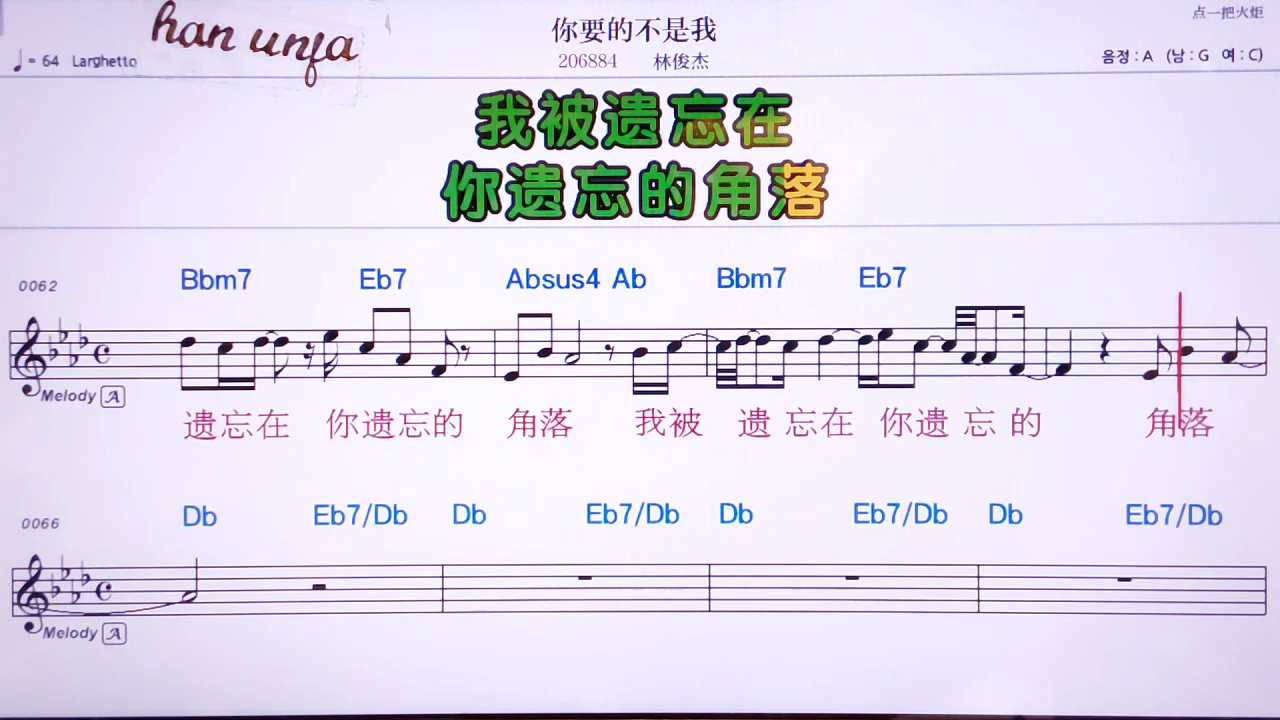 han unfa
点一把火炬
你要的不是我
♩= 64 Larghetto
206884 林俊杰
음정 : A (남 : G 여 : C)
我被遗忘在
你遗忘的角落
0062 Bbm7 Eb7 Absus4 Ab Bbm7 Eb7
Melody A
遗忘在 你遗忘的 角落 我被 遗 忘在 你遗 忘 的 角落
0066 Db Eb7/Db Db Eb7/Db Db Eb7/Db Db Eb7/Db
Melody A